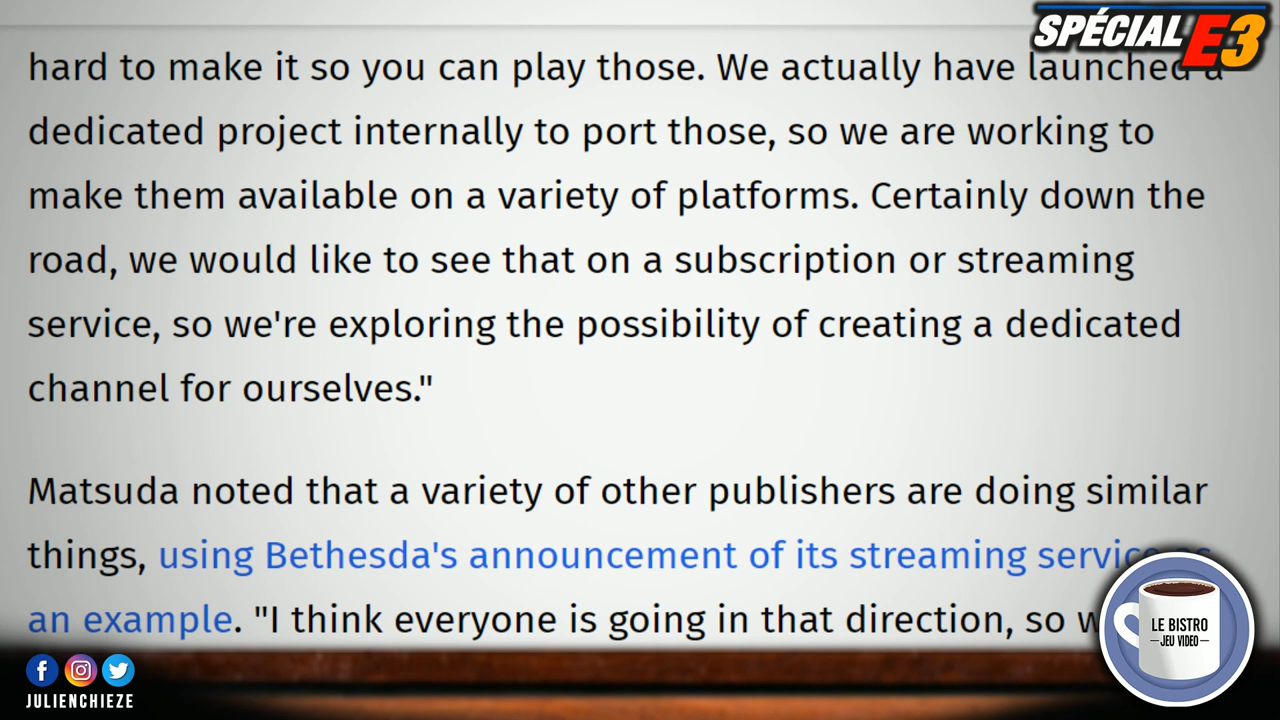 SPÉCIAL E3
hard to make it so you can play those. We actually have launched a
dedicated project internally to port those, so we are working to
make them available on a variety of platforms. Certainly down the
road, we would like to see that on a subscription or streaming
service, so we're exploring the possibility of creating a dedicated
channel for ourselves."
Matsuda noted that a variety of other publishers are doing similar
things, using Bethesda's announcement of its streaming service as
an example. "I think everyone is going in that direction, so
LE BISTRO
JEU VIDEO
JULIENCHIEZE